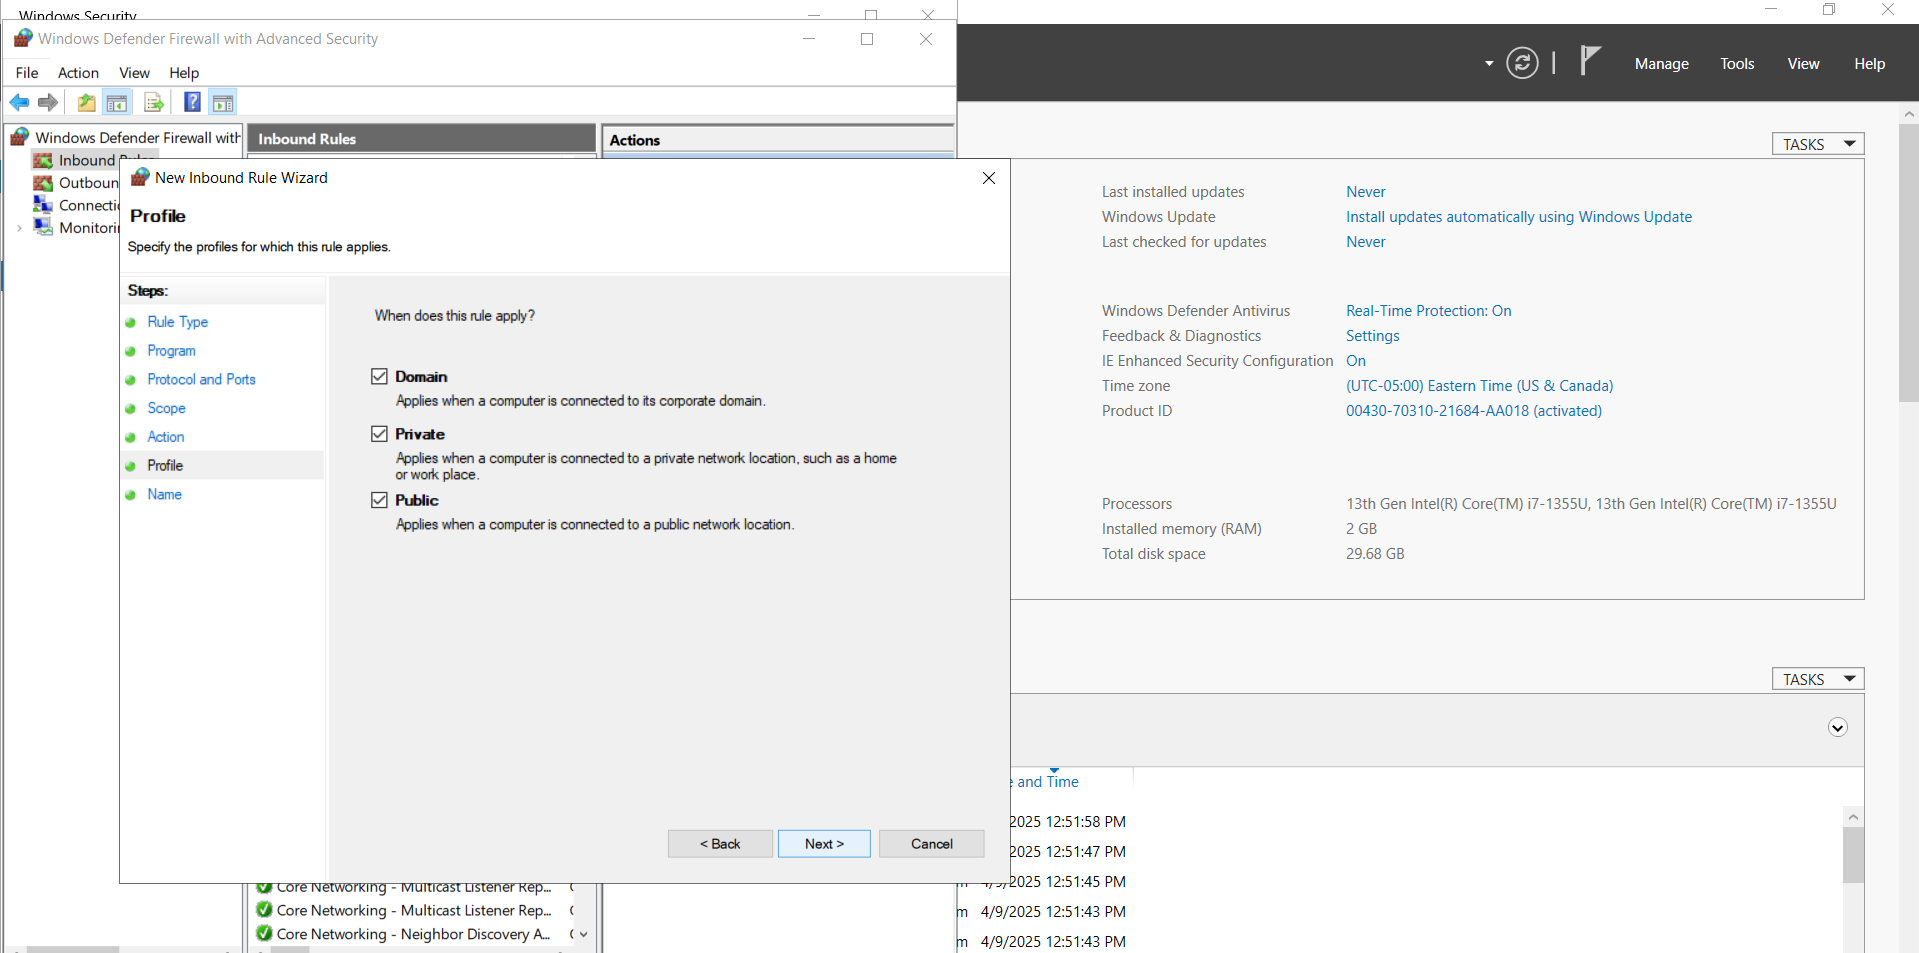 Windows Security
Windows Defender Firewall with Advanced Security
File Action View Help
Manage Tools View Help
Windows Defender Firewall with
Inbound
Outboun
Connecti
Monitori
Inbound Rules
Actions
New Inbound Rule Wizard
Profile
Specify the profiles for which this rule applies.
Steps:
Rule Type
Program
Protocol and Ports
Scope
Action
Profile
Name
When does this rule apply?
Domain
Applies when a computer is connected to its corporate domain.
Private
Applies when a computer is connected to a private network location, such as a home
or work place.
Public
Applies when a computer is connected to a public network location.
< Back
Next >
Cancel
Core Networking - Multicast Listener Rep...
Core Networking - Multicast Listener Rep...
Core Networking - Neighbor Discovery A...
TASKS
Last installed updates Never
Windows Update Install updates automatically using Windows Update
Last checked for updates Never
Windows Defender Antivirus Real-Time Protection: On
Feedback & Diagnostics Settings
IE Enhanced Security Configuration On
Time zone (UTC-05:00) Eastern Time (US & Canada)
Product ID 00430-70310-21684-AA018 (activated)
Processors 13th Gen Intel(R) Core(TM) i7-1355U, 13th Gen Intel(R) Core(TM) i7-1355U
Installed memory (RAM) 2 GB
Total disk space 29.68 GB
TASKS
e and Time
2025 12:51:58 PM
2025 12:51:47 PM
m 4/9/2025 12:51:45 PM
m 4/9/2025 12:51:43 PM
m 4/9/2025 12:51:43 PM